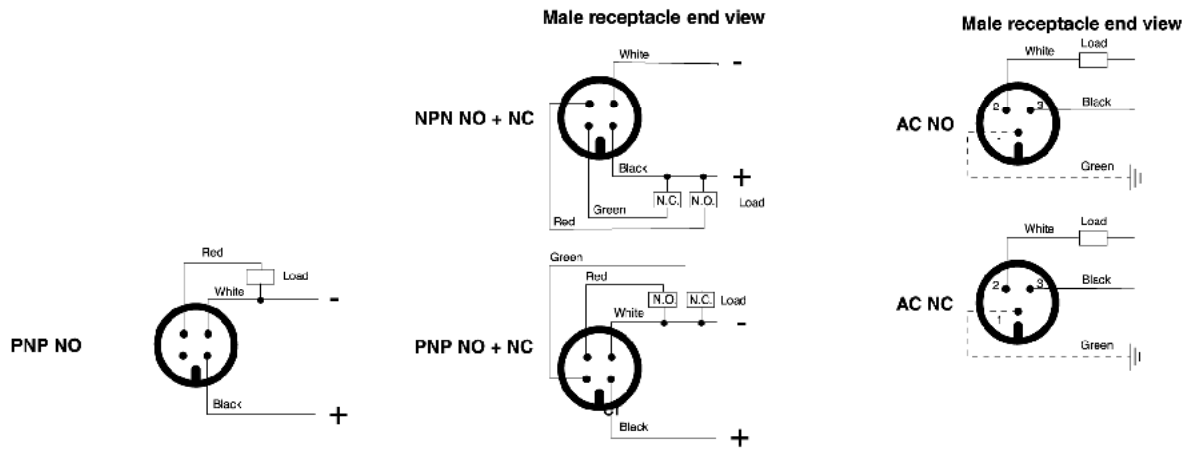 Male receptacle end view
White
-
NPN NO + NC
Black
+
N.C.
N.O.
Load
Green
Red
Red
Load
White
-
PNP NO
Black
+
Green
Red
N.O.
N.C.
Load
White
-
PNP NO + NC
Black
+
Male receptacle end view
White
Load
2
3
Black
AC NO
Green
White
Load
2
3
Black
AC NC
1
Green